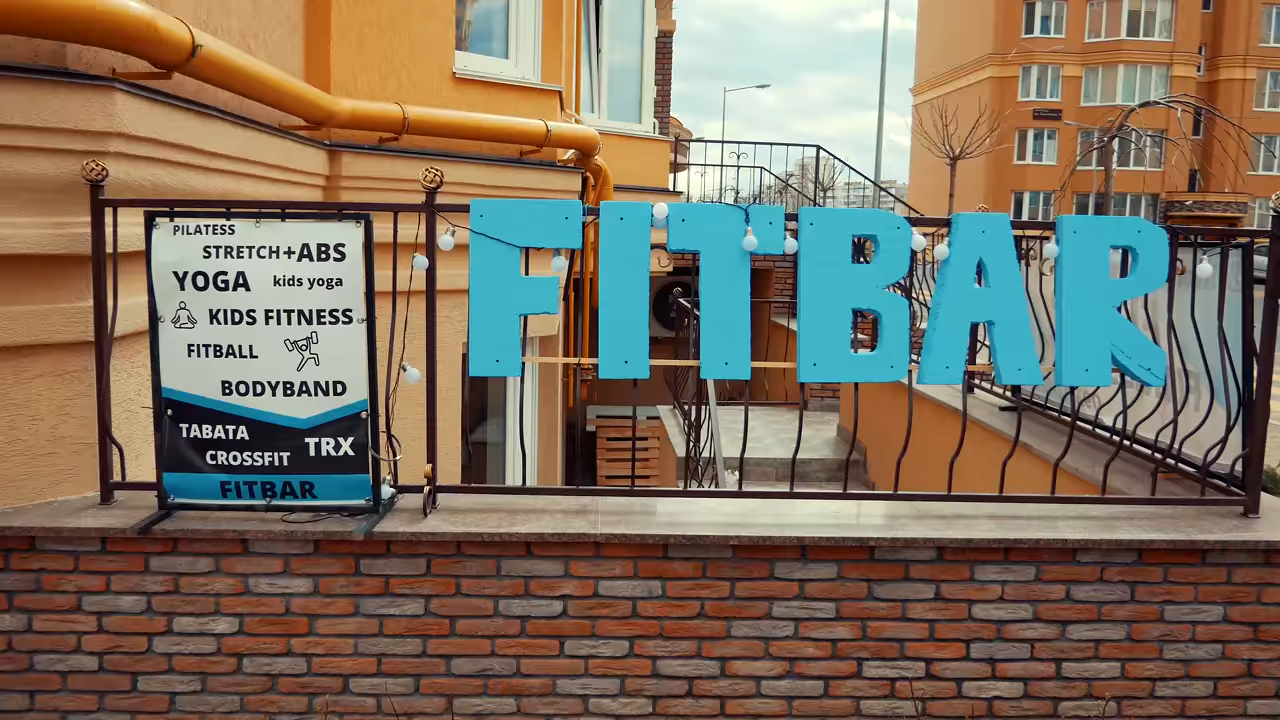 PILATESS
STRETCH+ABS
YOGA kids yoga
KIDS FITNESS
FITBALL
BODYBAND
TABATA
TRX
CROSSFIT
FITBAR
FITBAR